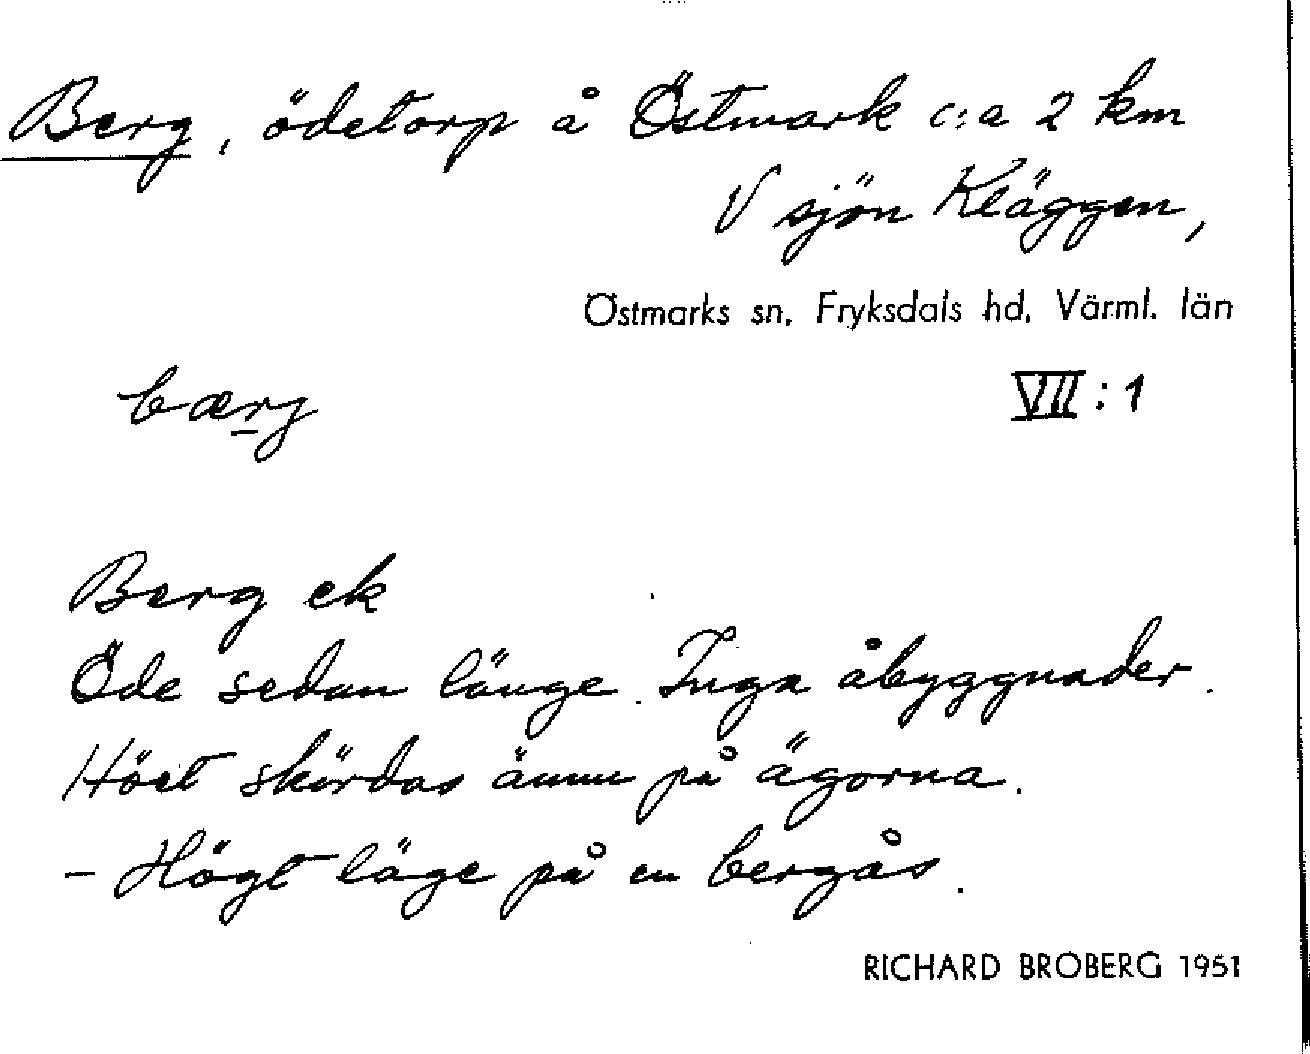 Berg, ödetorp å Östmark c:a 2 km
V sjön Kläggen,
Östmarks sn, Fryksdals hd, Värml. län
bærj
VII:1
Berg ek
Öde sedan länge. Inga åbyggnader.
Höet skördas ännu på ägorna.
- Högt läge på en bergås.
RICHARD BROBERG 1951